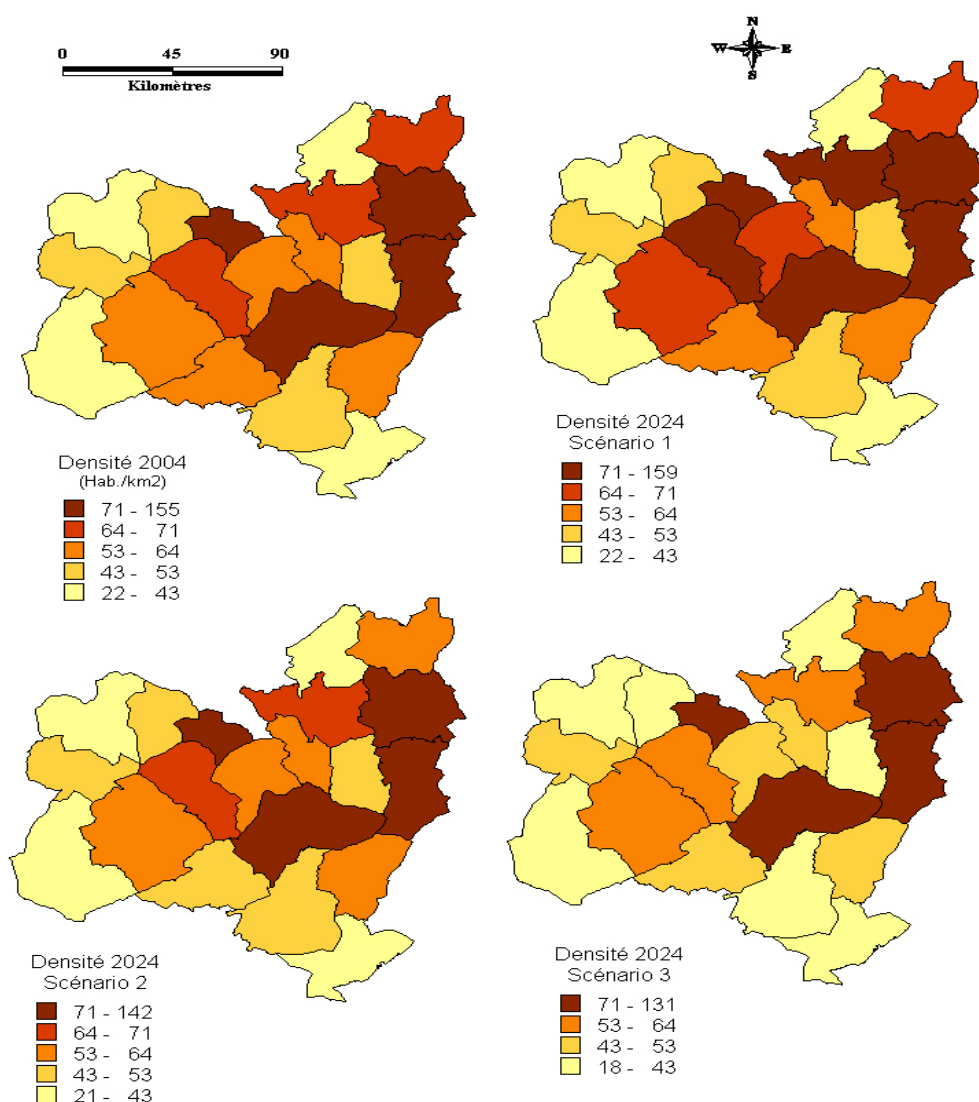 0 45 90
Kilomètres
N
W E
S
Densité 2004
(Hab./km2)
71 - 155
64 - 71
53 - 64
43 - 53
22 - 43
Densité 2024
Scénario 1
71 - 159
64 - 71
53 - 64
43 - 53
22 - 43
Densité 2024
Scénario 2
71 - 142
64 - 71
53 - 64
43 - 53
21 - 43
Densité 2024
Scénario 3
71 - 131
53 - 64
43 - 53
18 - 43